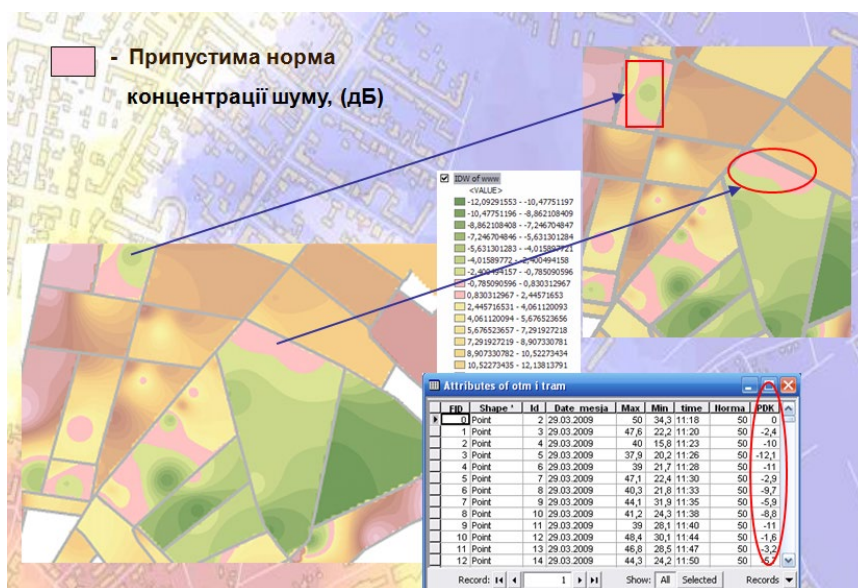 - Припустима норма
концентрації шуму, (дБ)
IDW of www
<VALUE>
-12,09291553 - -10,47751197
-10,47751196 - -8,862108409
-8,862108408 - -7,246704847
-7,246704846 - -5,631301284
-5,631301283 - -4,015897721
-4,01589772 - -2,400494158
-2,400494157 - -0,785090596
-0,785090596 - 0,830312967
0,830312967 - 2,44571653
2,445716531 - 4,061120093
4,061120094 - 5,676523656
5,676523657 - 7,291927218
7,291927219 - 8,907330781
8,907330782 - 10,52273434
10,52273435 - 12,13813791
Attributes of otm i tram
FID Shape * Id Date_mesja Max Min time Norma PDK
0 Point 2 29.03.2009 50 34,3 11:18 50 0
1 Point 3 29.03.2009 47,6 22,2 11:20 50 -2,4
2 Point 4 29.03.2009 40 15,8 11:23 50 -10
3 Point 5 29.03.2009 37,9 20,2 11:26 50 -12,1
4 Point 6 29.03.2009 39 21,7 11:28 50 -11
5 Point 7 29.03.2009 47,1 22,4 11:30 50 -2,9
6 Point 8 29.03.2009 40,3 21,8 11:33 50 -9,7
7 Point 9 29.03.2009 44,1 31,9 11:35 50 -5,9
8 Point 10 29.03.2009 41,2 24,3 11:38 50 -8,8
9 Point 11 29.03.2009 39 28,1 11:40 50 -11
10 Point 12 29.03.2009 48,4 30,1 11:44 50 -1,6
11 Point 13 29.03.2009 46,8 28,5 11:47 50 -3,2
12 Point 14 29.03.2009 44,3 24,2 11:50 50 -5,7
Record: 1 Show: All Selected Records